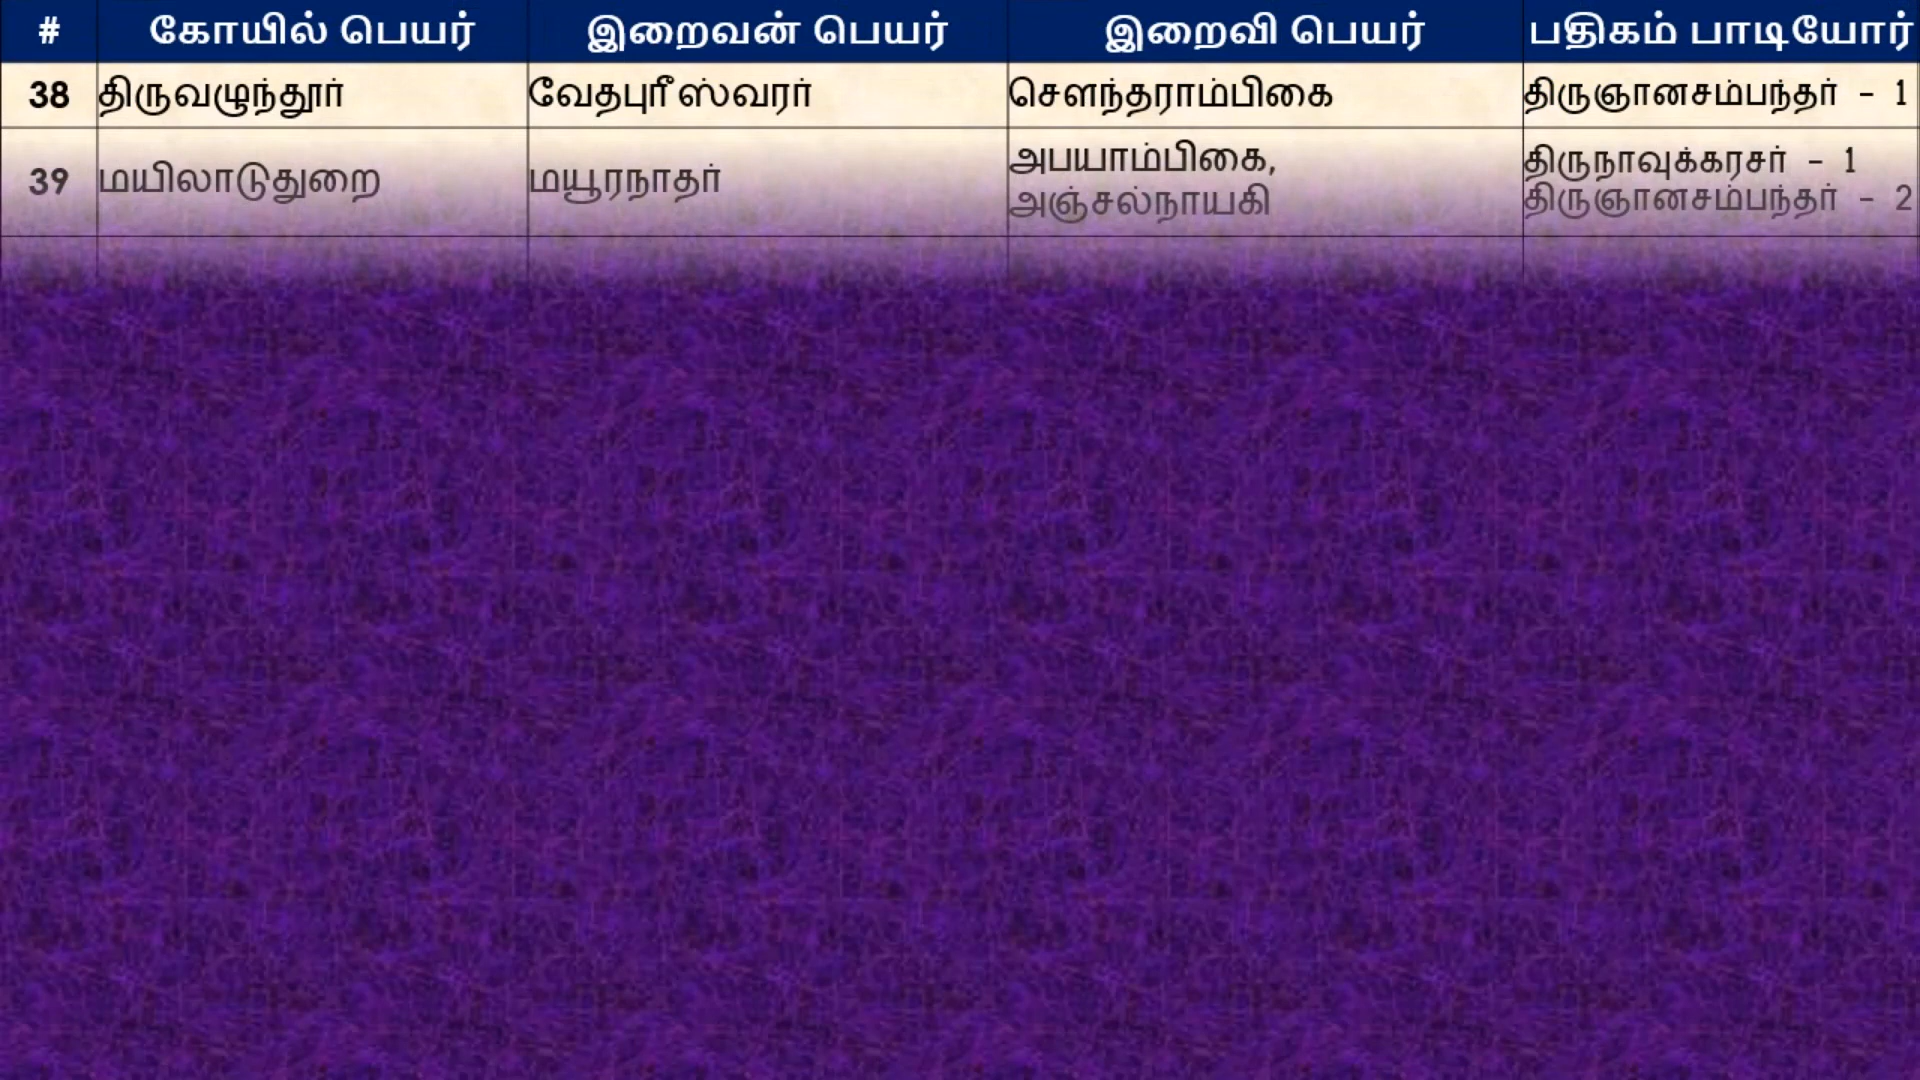 # கோயில் பெயர் இறைவன் பெயர் இறைவி பெயர் பதிகம் பாடியோர்
38 திருவழுந்தூர் வேதபுரீஸ்வரர் சௌந்தராம்பிகை திருஞானசம்பந்தர் - 1
39 மயிலாடுதுறை மயூரநாதர் அபயாம்பிகை, திருநாவுக்கரசர் - 1
அஞ்சல்நாயகி திருஞானசம்பந்தர் - 2